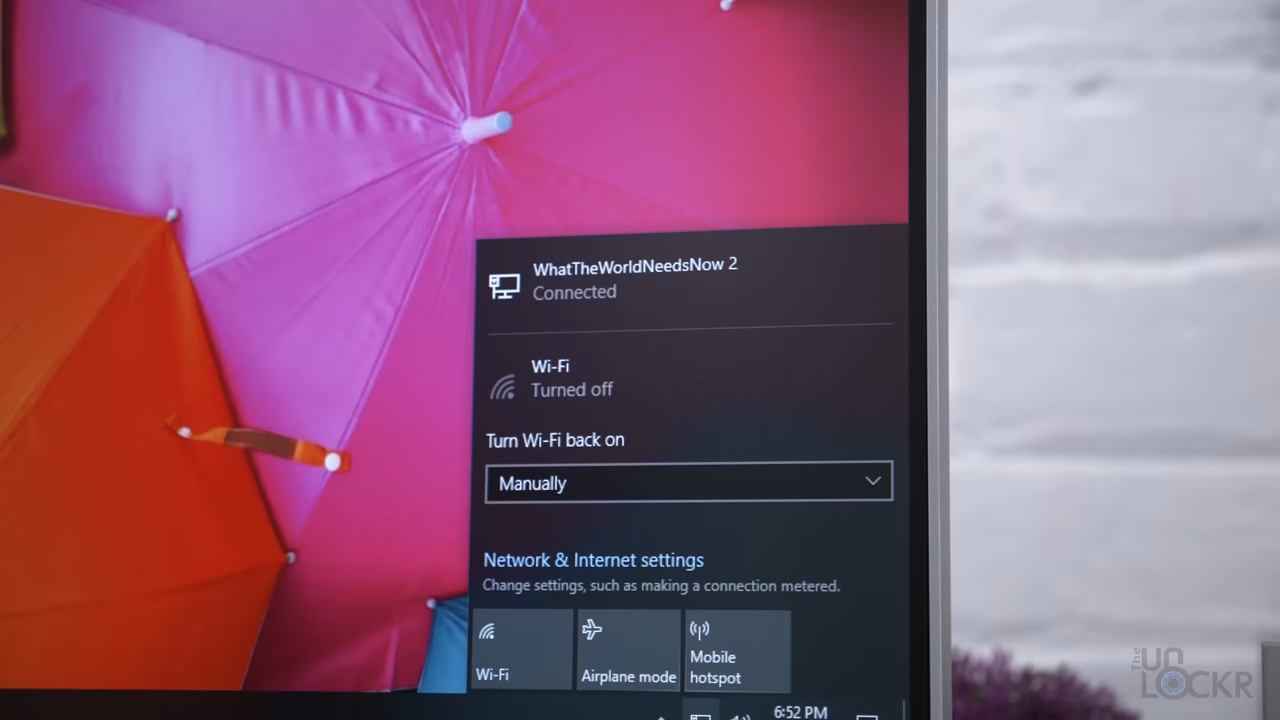 WhatTheWorldNeedsNow 2
Connected
Wi-Fi
Turned off
Turn Wi-Fi back on
Manually
Network & Internet settings
Change settings, such as making a connection metered.
Wi-Fi
Airplane mode
Mobile
hotspot
6:52 PM
The
UN
LOCKR